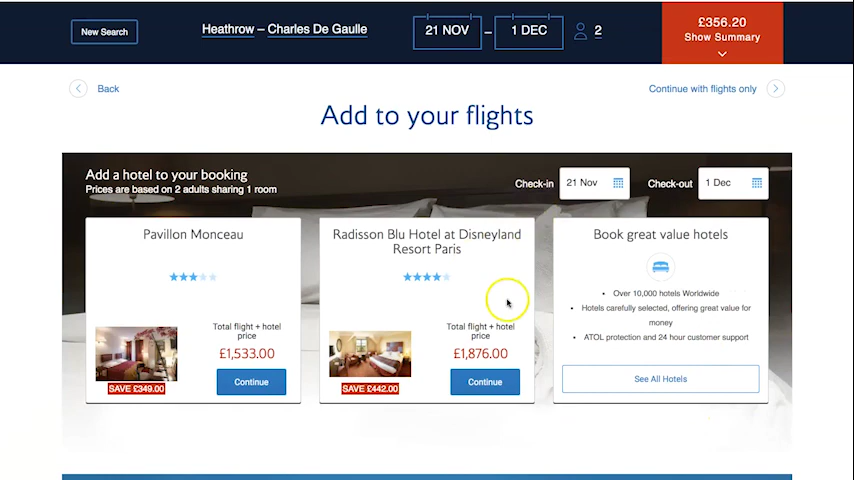 New Search
Heathrow – Charles De Gaulle
21 NOV – 1 DEC
2
£356.20
Show Summary
Back
Continue with flights only
Add to your flights
Add a hotel to your booking
Prices are based on 2 adults sharing 1 room
Check-in 21 Nov
Check-out 1 Dec
Pavillon Monceau
Total flight + hotel
price
£1,533.00
SAVE £349.00
Continue
Radisson Blu Hotel at Disneyland
Resort Paris
Total flight + hotel
price
£1,876.00
SAVE £442.00
Continue
Book great value hotels
• Over 10,000 hotels Worldwide
• Hotels carefully selected, offering great value for
money
• ATOL protection and 24 hour customer support
See All Hotels